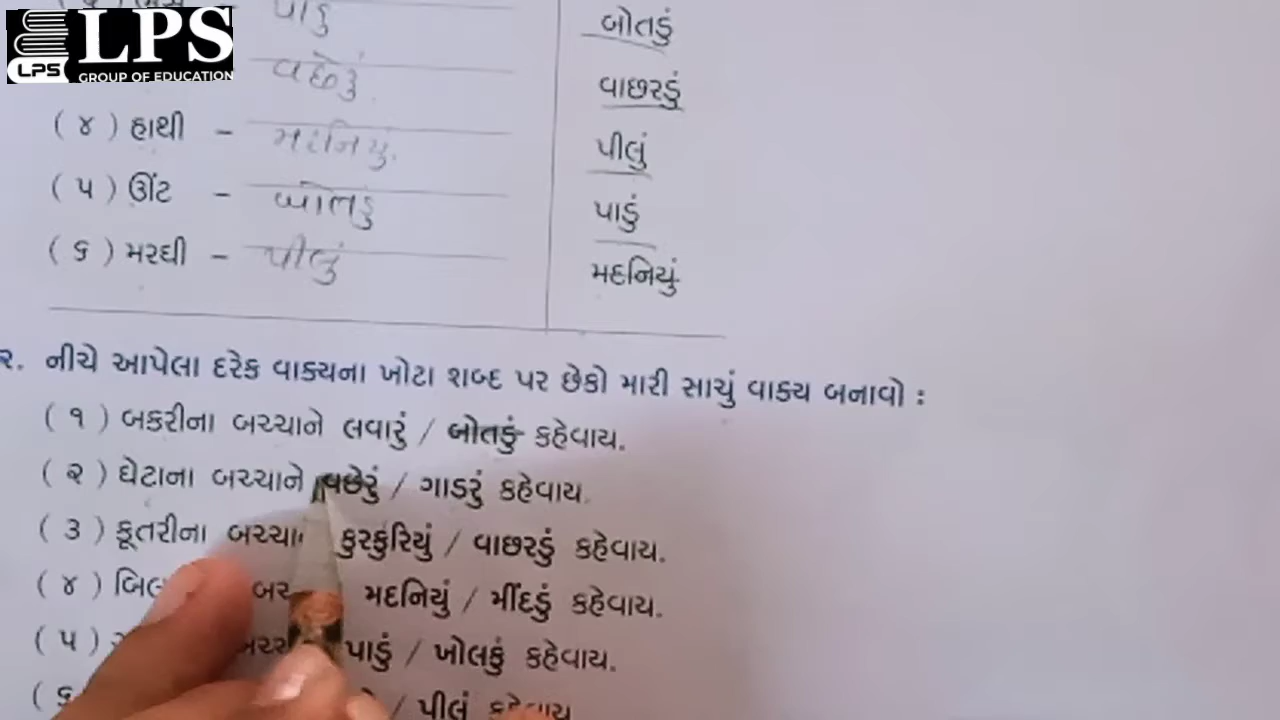 LPS
LPS
GROUP OF EDUCATION
પાડું
બોતડું
વછેરું
વાછરડું
( ૪ ) હાથી - મદનિયું.
પીલું
( ૫ ) ઊંટ - બોતડું
પાડું
( ૬ ) મરઘી - પીલું
મદનિયું
૨. નીચે આપેલા દરેક વાક્યના ખોટા શબ્દ પર છેકો મારી સાચું વાક્ય બનાવો :
( ૧ ) બકરીના બચ્ચાને લવારું / બોતડું કહેવાય.
( ૨ ) ઘેટાના બચ્ચાને વછેરું / ગાડરું કહેવાય.
( ૩ ) કૂતરીના કુરકુરિયું / વાછરડું કહેવાય.
( ૪ ) મદનિયું / મીંદડું કહેવાય.
( ૫ ) પાડું / ખોલકું કહેવાય.
/ પીલું